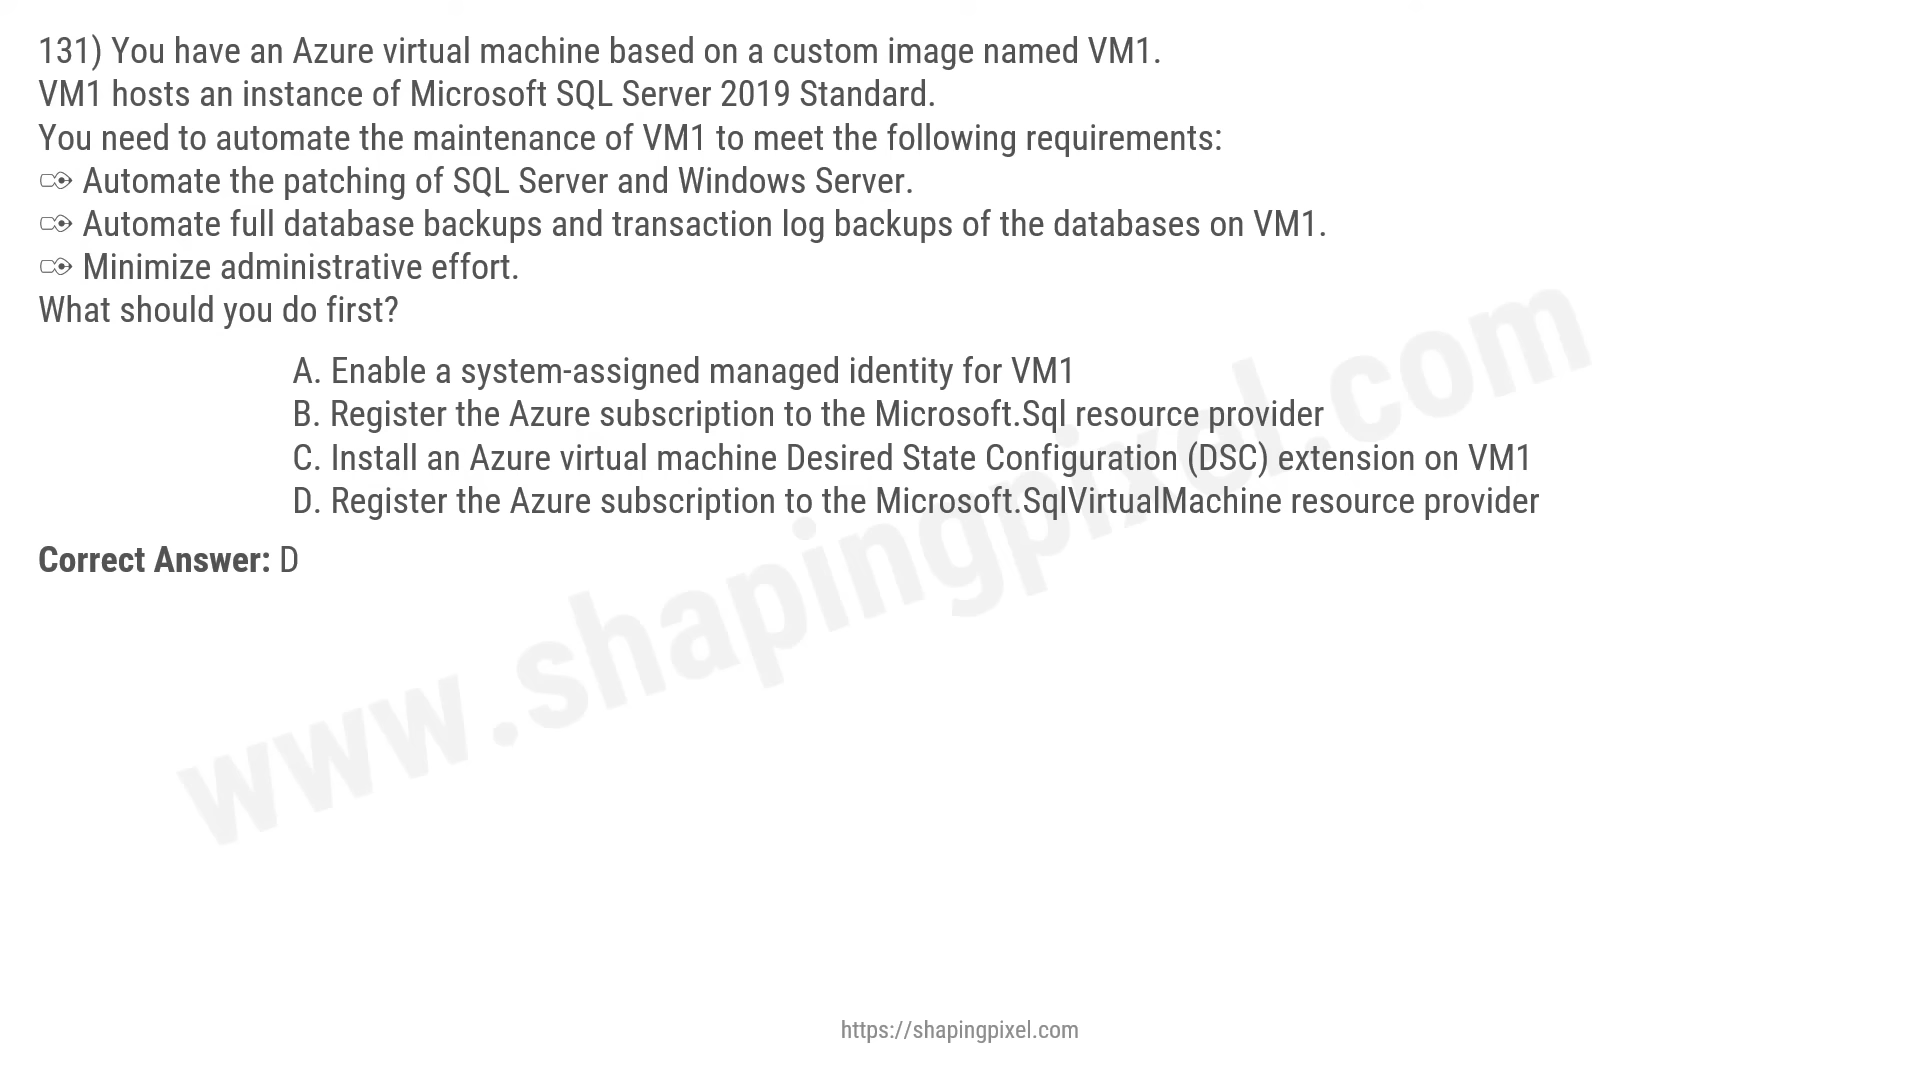 131) You have an Azure virtual machine based on a custom image named VM1.
VM1 hosts an instance of Microsoft SQL Server 2019 Standard.
You need to automate the maintenance of VM1 to meet the following requirements:
✑ Automate the patching of SQL Server and Windows Server.
✑ Automate full database backups and transaction log backups of the databases on VM1.
✑ Minimize administrative effort.
What should you do first?
A. Enable a system-assigned managed identity for VM1
B. Register the Azure subscription to the Microsoft.Sql resource provider
C. Install an Azure virtual machine Desired State Configuration (DSC) extension on VM1
D. Register the Azure subscription to the Microsoft.SqlVirtualMachine resource provider
Correct Answer: D
www.shapingpixel.com
https://shapingpixel.com